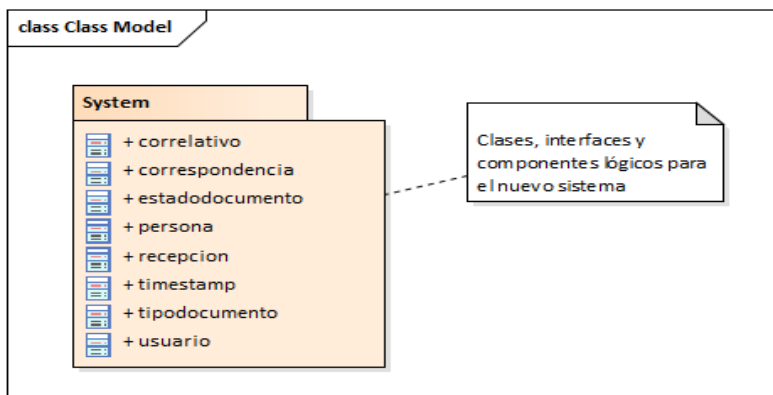 class Class Model
System
+ correlativo
+ correspondencia
+ estadodocumento
+ persona
+ recepcion
+ timestamp
+ tipodocumento
+ usuario
Clases, interfaces y
componentes lógicos para
el nuevo sistema